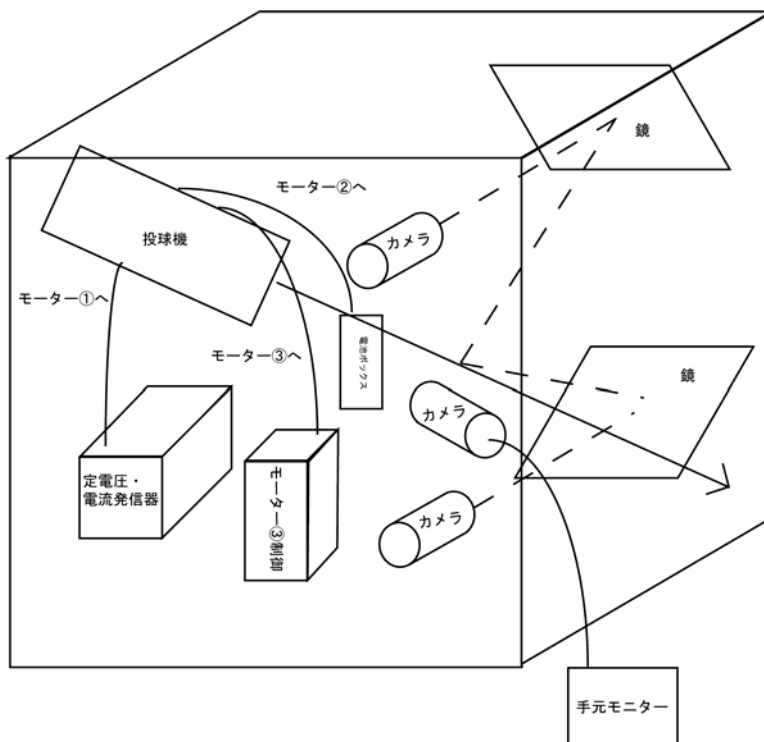 鏡
モーター②へ
カメラ
投球機
モーター①へ
電池ボックス
モーター③へ
鏡
カメラ
定電圧・
電流発信器
モーター③制御
カメラ
手元モニター